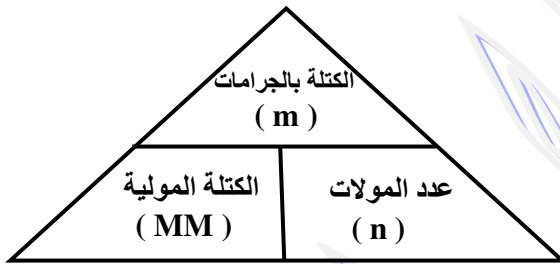 الكتلة بالجرامات
( m )
عدد المولات
( n )
الكتلة المولية
( MM )